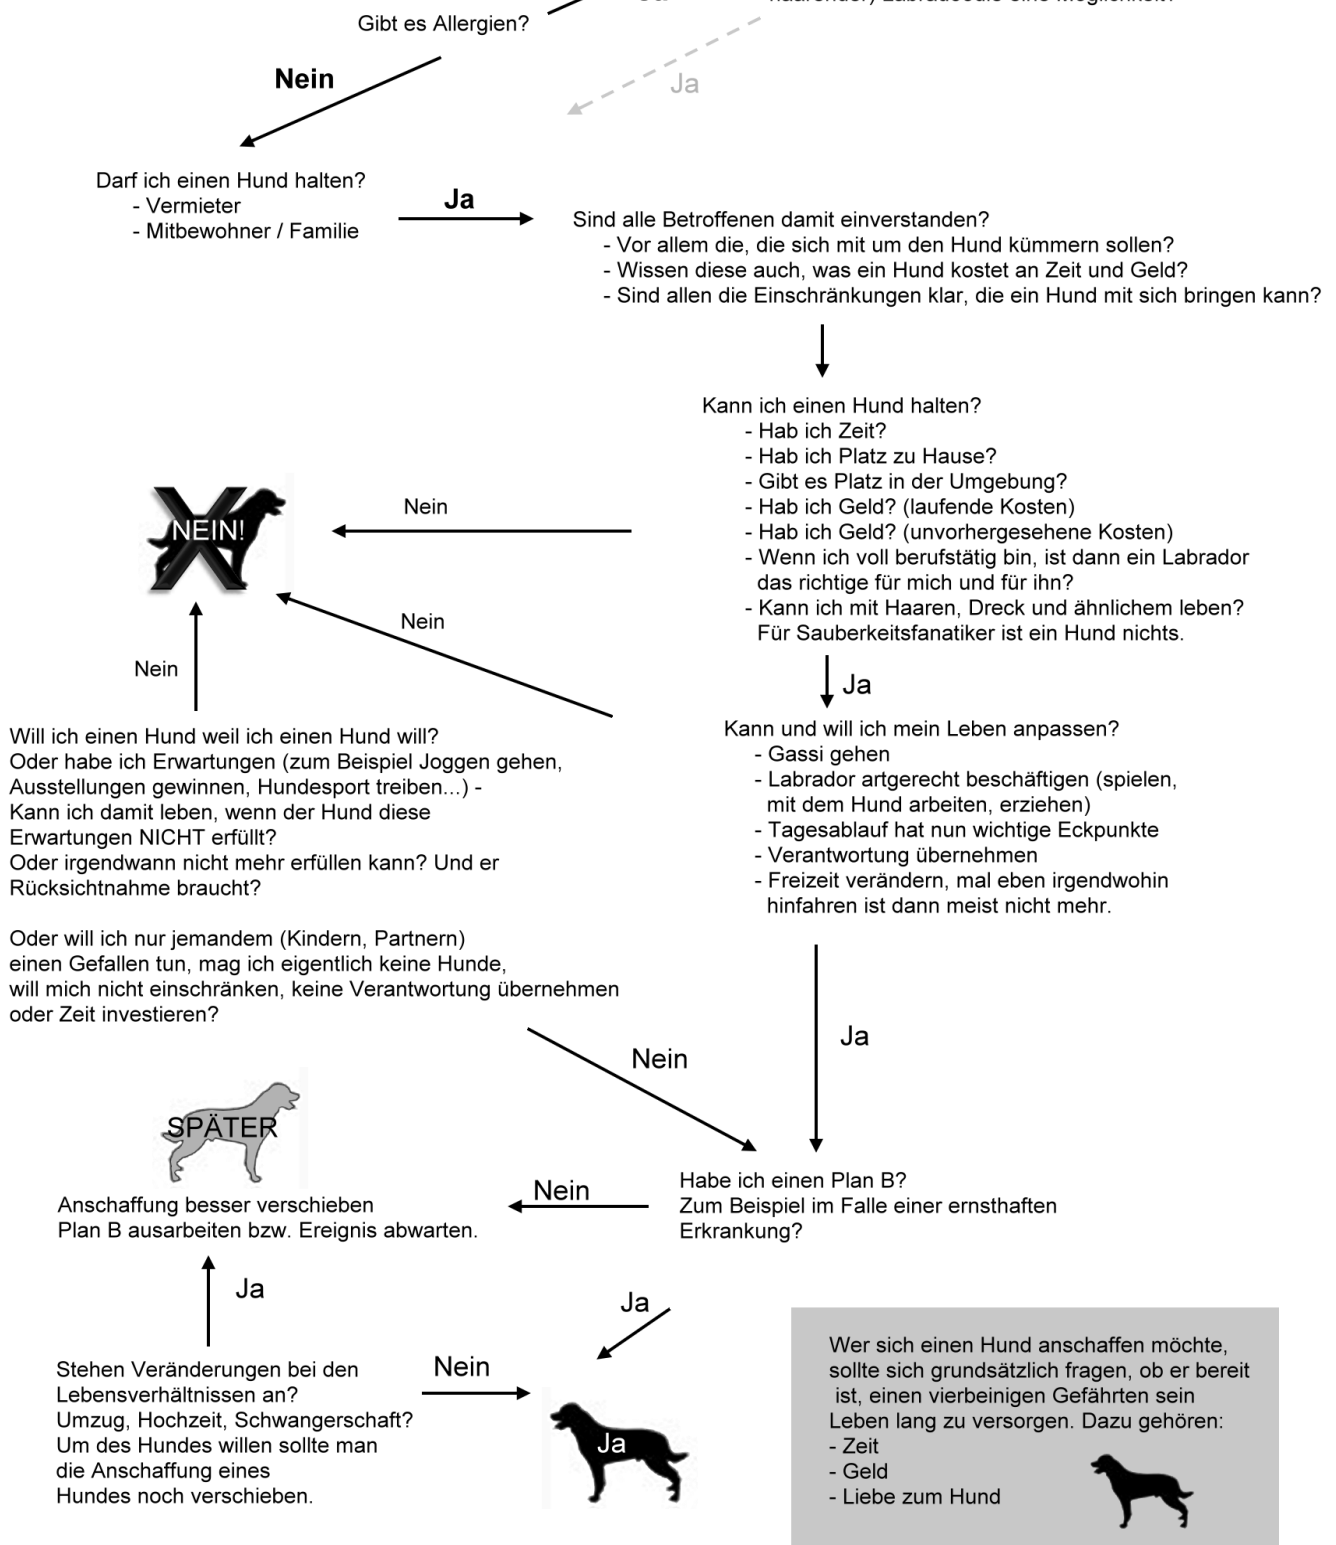 Gibt es Allergien?
Nein
Ja
Darf ich einen Hund halten?
- Vermieter
- Mitbewohner / Familie
Ja
Sind alle Betroffenen damit einverstanden?
- Vor allem die, die sich mit um den Hund kümmern sollen?
- Wissen diese auch, was ein Hund kostet an Zeit und Geld?
- Sind allen die Einschränkungen klar, die ein Hund mit sich bringen kann?
Kann ich einen Hund halten?
- Hab ich Zeit?
- Hab ich Platz zu Hause?
- Gibt es Platz in der Umgebung?
- Hab ich Geld? (laufende Kosten)
- Hab ich Geld? (unvorhergesehene Kosten)
- Wenn ich voll berufstätig bin, ist dann ein Labrador
das richtige für mich und für ihn?
- Kann ich mit Haaren, Dreck und ähnlichem leben?
Für Sauberkeitsfanatiker ist ein Hund nichts.
Nein
NEIN!
Nein
Nein
Ja
Kann und will ich mein Leben anpassen?
- Gassi gehen
- Labrador artgerecht beschäftigen (spielen,
mit dem Hund arbeiten, erziehen)
- Tagesablauf hat nun wichtige Eckpunkte
- Verantwortung übernehmen
- Freizeit verändern, mal eben irgendwohin
hinfahren ist dann meist nicht mehr.
Will ich einen Hund weil ich einen Hund will?
Oder habe ich Erwartungen (zum Beispiel Joggen gehen,
Ausstellungen gewinnen, Hundesport treiben...) -
Kann ich damit leben, wenn der Hund diese
Erwartungen NICHT erfüllt?
Oder irgendwann nicht mehr erfüllen kann? Und er
Rücksichtnahme braucht?
Oder will ich nur jemandem (Kindern, Partnern)
einen Gefallen tun, mag ich eigentlich keine Hunde,
will mich nicht einschränken, keine Verantwortung übernehmen
oder Zeit investieren?
Nein
Ja
SPÄTER
Anschaffung besser verschieben
Plan B ausarbeiten bzw. Ereignis abwarten.
Nein
Habe ich einen Plan B?
Zum Beispiel im Falle einer ernsthaften
Erkrankung?
Ja
Ja
Stehen Veränderungen bei den
Lebensverhältnissen an?
Umzug, Hochzeit, Schwangerschaft?
Um des Hundes willen sollte man
die Anschaffung eines
Hundes noch verschieben.
Nein
Ja
Wer sich einen Hund anschaffen möchte,
sollte sich grundsätzlich fragen, ob er bereit
ist, einen vierbeinigen Gefährten sein
Leben lang zu versorgen. Dazu gehören:
- Zeit
- Geld
- Liebe zum Hund